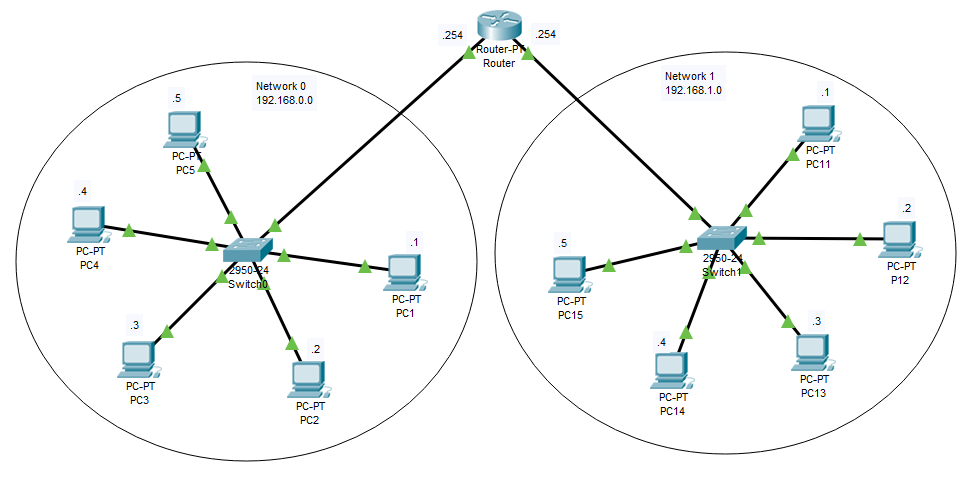 .254
.254
Router-PT
Router
Network 0
192.168.0.0
.5
PC-PT
PC5
.4
PC-PT
PC4
2950-24
Switch0
.1
PC-PT
PC1
.3
PC-PT
PC3
.2
PC-PT
PC2
Network 1
192.168.1.0
.1
PC-PT
PC11
.2
PC-PT
P12
2950-24
Switch1
.5
PC-PT
PC15
.4
PC-PT
PC14
.3
PC-PT
PC13